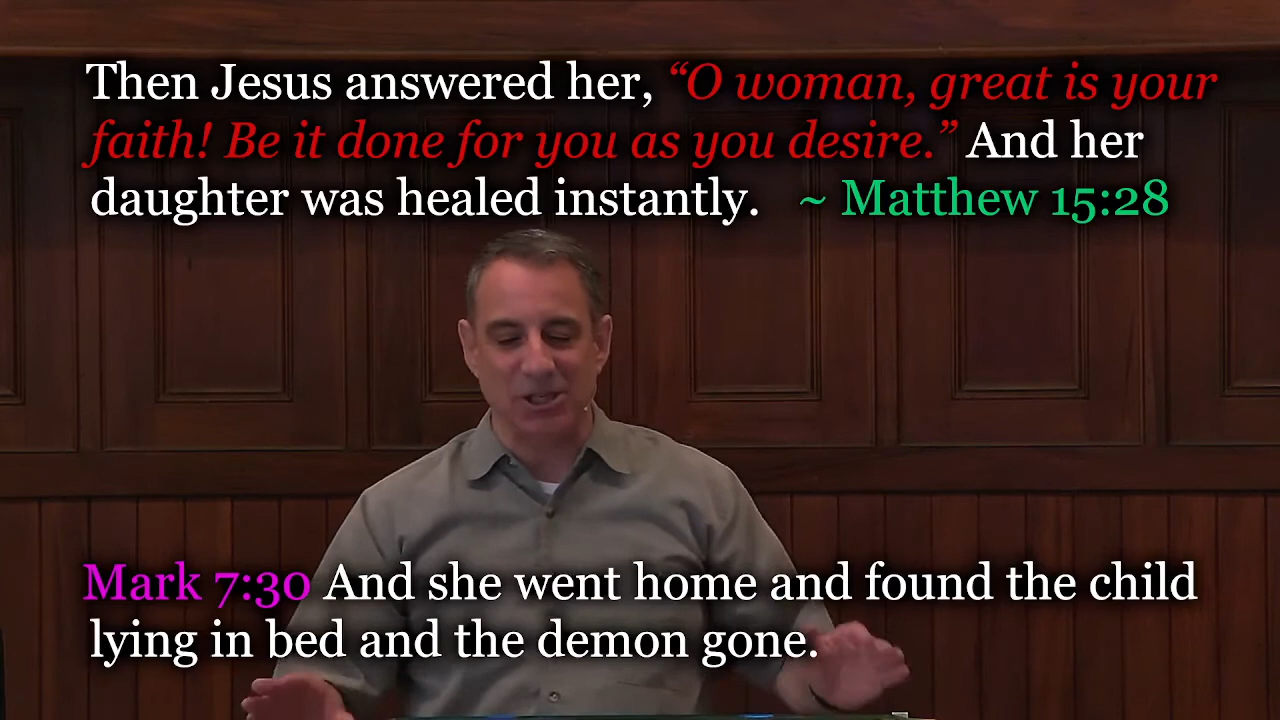 Then Jesus answered her, “O woman, great is your
faith! Be it done for you as you desire.” And her
daughter was healed instantly. ~ Matthew 15:28
Mark 7:30 And she went home and found the child
lying in bed and the demon gone.